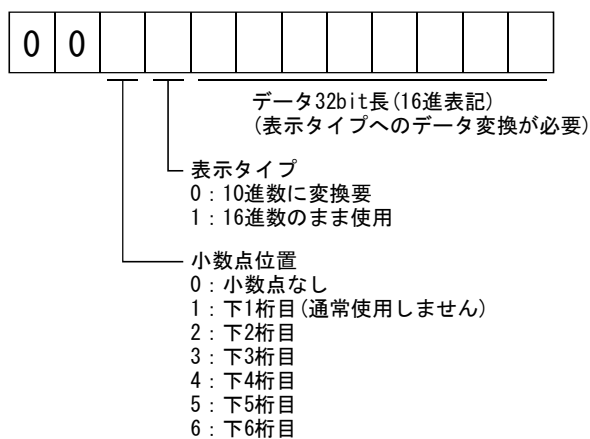 0 0
データ32bit長(16進表記)
(表示タイプへのデータ変換が必要)
表示タイプ
0：10進数に変換要
1：16進数のまま使用
小数点位置
0：小数点なし
1：下1桁目(通常使用しません)
2：下2桁目
3：下3桁目
4：下4桁目
5：下5桁目
6：下6桁目